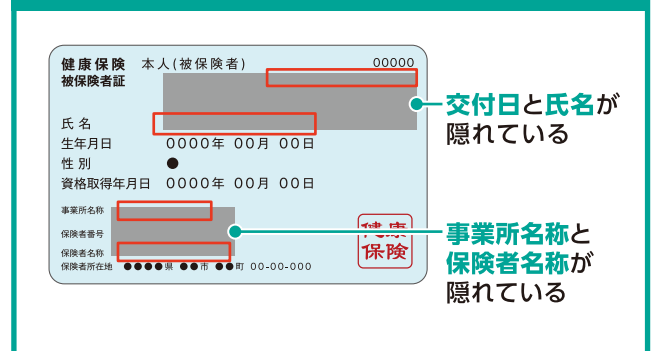 健康保険 本人(被保険者) 00000
被保険者証
交付日と氏名が
隠れている
氏名
生年月日 0000年 00月 00日
性別 ●
資格取得年月日 0000年 00月 00日
事業所名称
保険者番号
保険者名称
保険者所在地 ●●●●県 ●●市 ●●町 00-00-000
健康
保険
事業所名称と
保険者名称が
隠れている